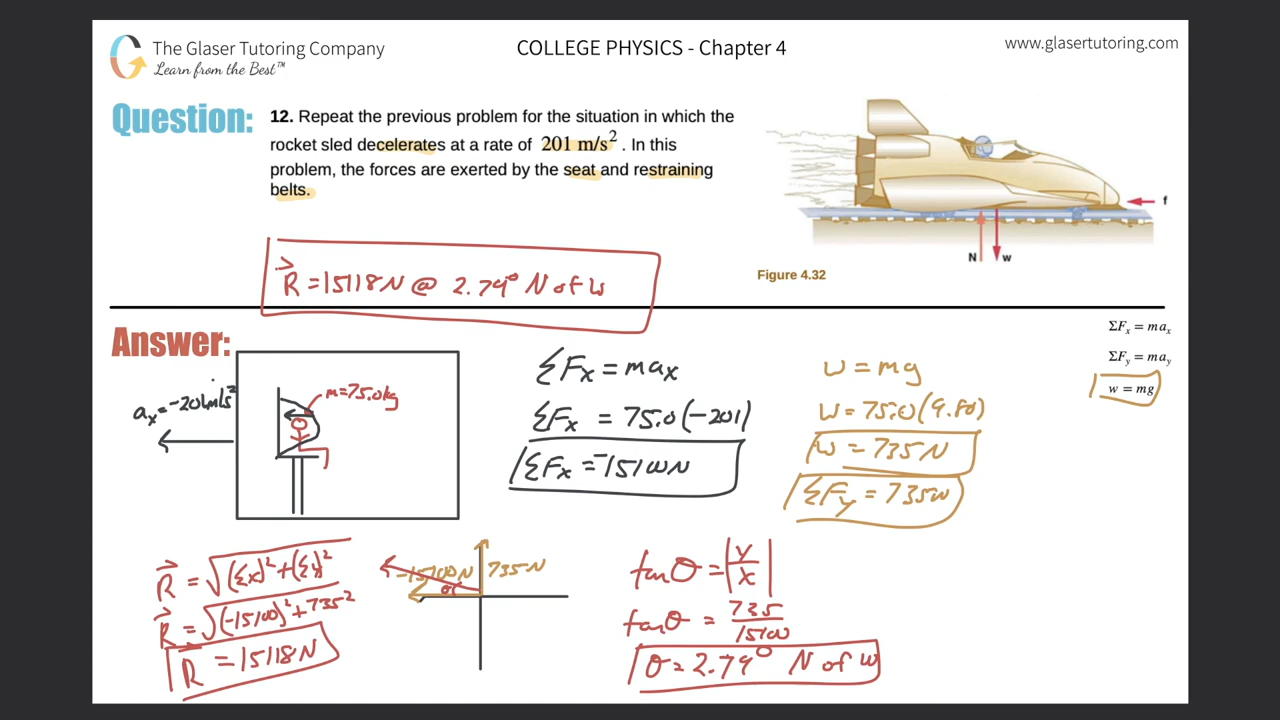 The Glaser Tutoring Company
Learn from the Best™
COLLEGE PHYSICS - Chapter 4
www.glasertutoring.com
Question:
12. Repeat the previous problem for the situation in which the
rocket sled decelerates at a rate of 201 m/s². In this
problem, the forces are exerted by the seat and restraining
belts.
f
N
w
Figure 4.32
R = 15118N @ 2.79° N of W
Answer:
ΣFx = max
ΣFy = may
w = mg
ax = -201m/s²
m=75.0kg
ΣFx = max
ΣFx = 75.0(-201)
ΣFx = -15100N
W = mg
W = 75.0(9.80)
W = 735N
ΣFy = 735N
R = √(Σx)²+(Σy)²
R = √(-15100)²+735²
R = 15118N
-15100N
735N
θ
tanθ = |y/x|
tanθ = 735/15100
θ = 2.79° N of W